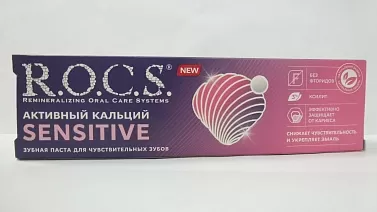 R.O.C.S.
REMINERALIZING ORAL CARE SYSTEMS
АКТИВНЫЙ КАЛЬЦИЙ
SENSITIVE
ЗУБНАЯ ПАСТА ДЛЯ ЧУВСТВИТЕЛЬНЫХ ЗУБОВ
NEW
БЕЗ
ФТОРИДОВ
КСИЛИТ
ЭФФЕКТИВНО
ЗАЩИЩАЕТ
ОТ КАРИЕСА
СНИЖАЕТ ЧУВСТВИТЕЛЬНОСТЬ
И УКРЕПЛЯЕТ ЭМАЛЬ